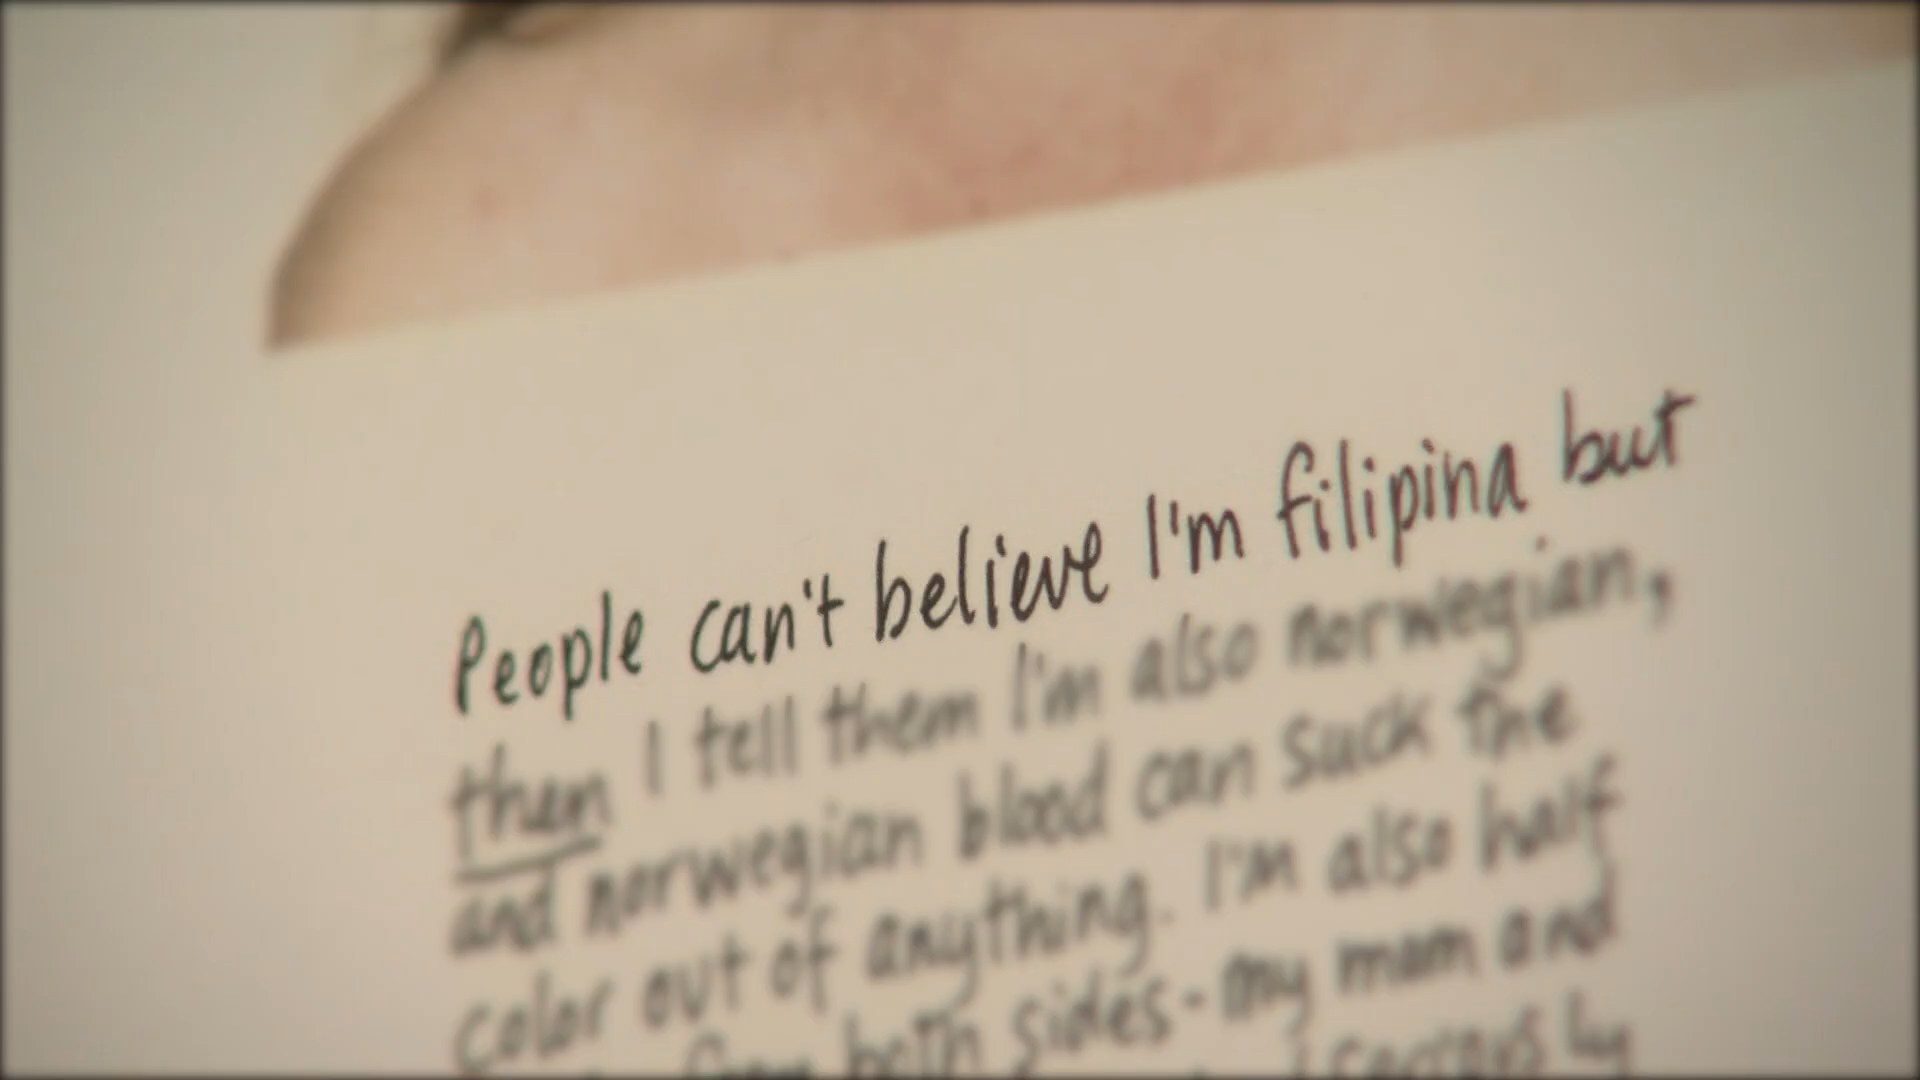 People can't believe I'm filipina but
then I tell them I'm also norwegian,
and norwegian blood can suck the
color out of anything. I'm also half
from both sides - my mom and